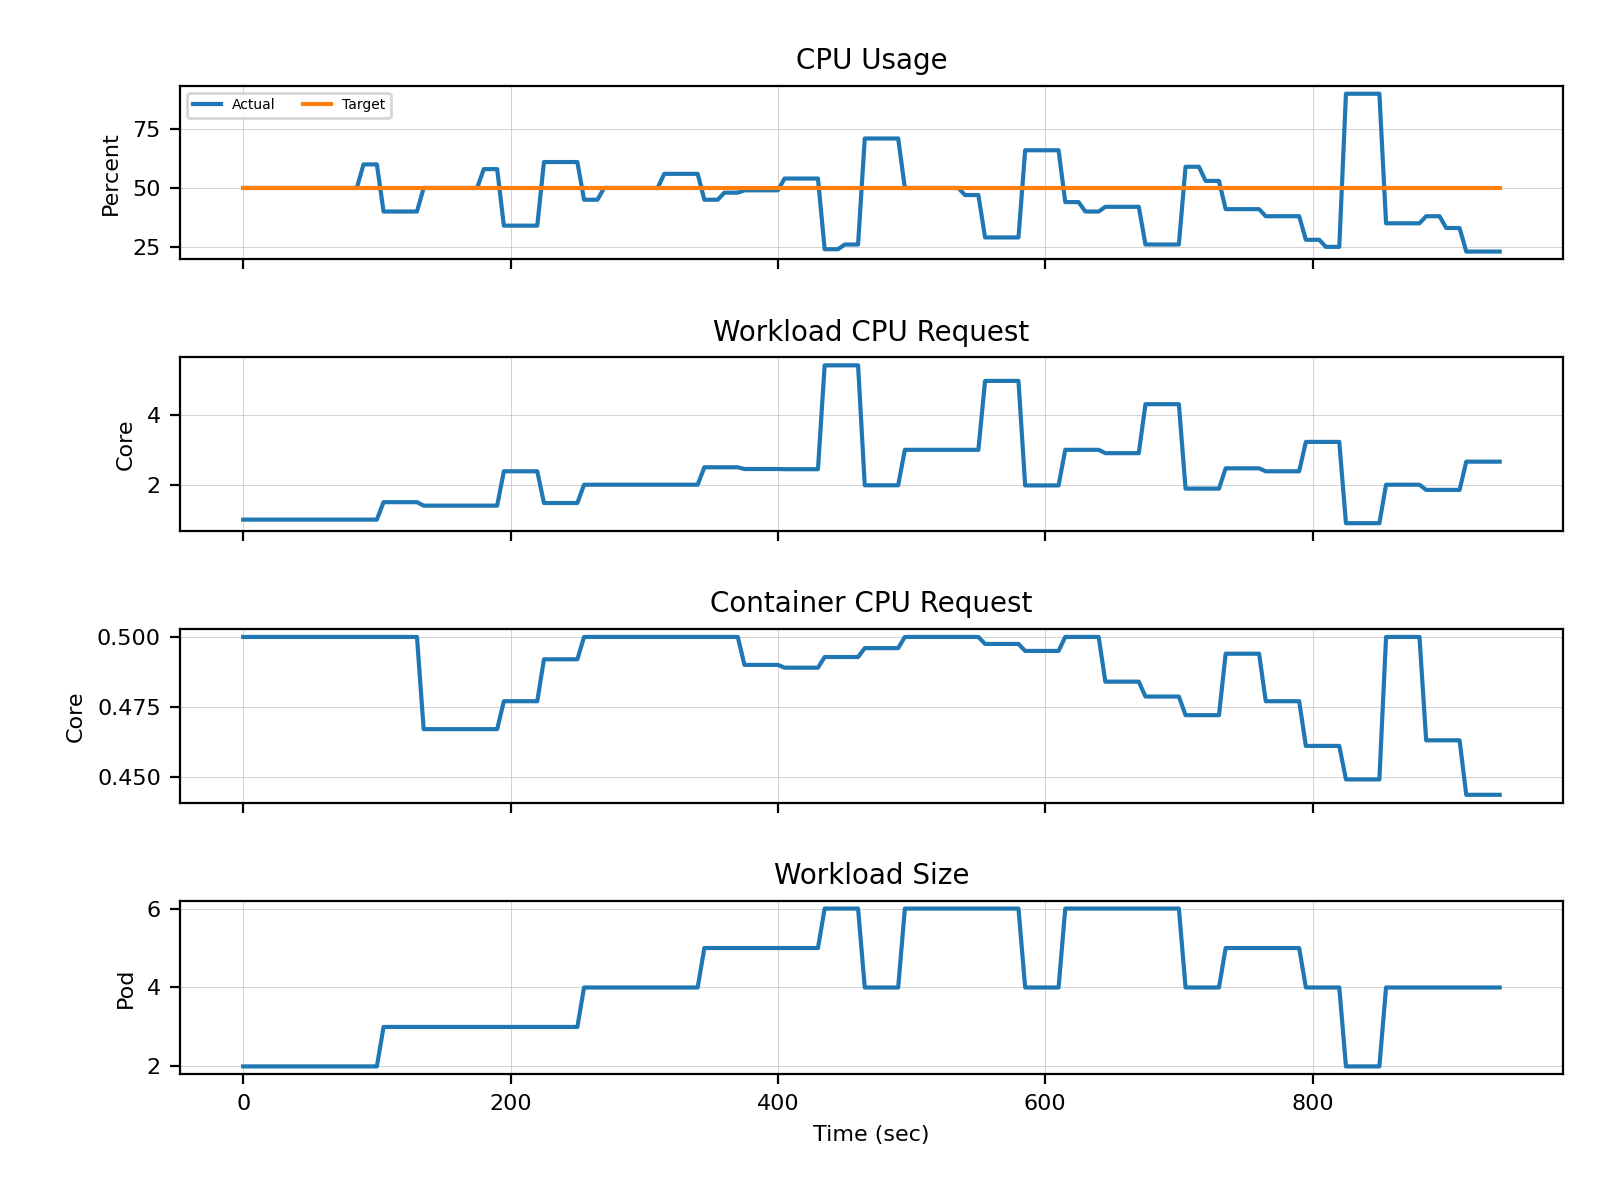 CPU Usage
Actual Target
Percent
75
50
25
Workload CPU Request
Core
4
2
Container CPU Request
Core
0.500
0.475
0.450
Workload Size
Pod
6
4
2
0 200 400 600 800
Time (sec)